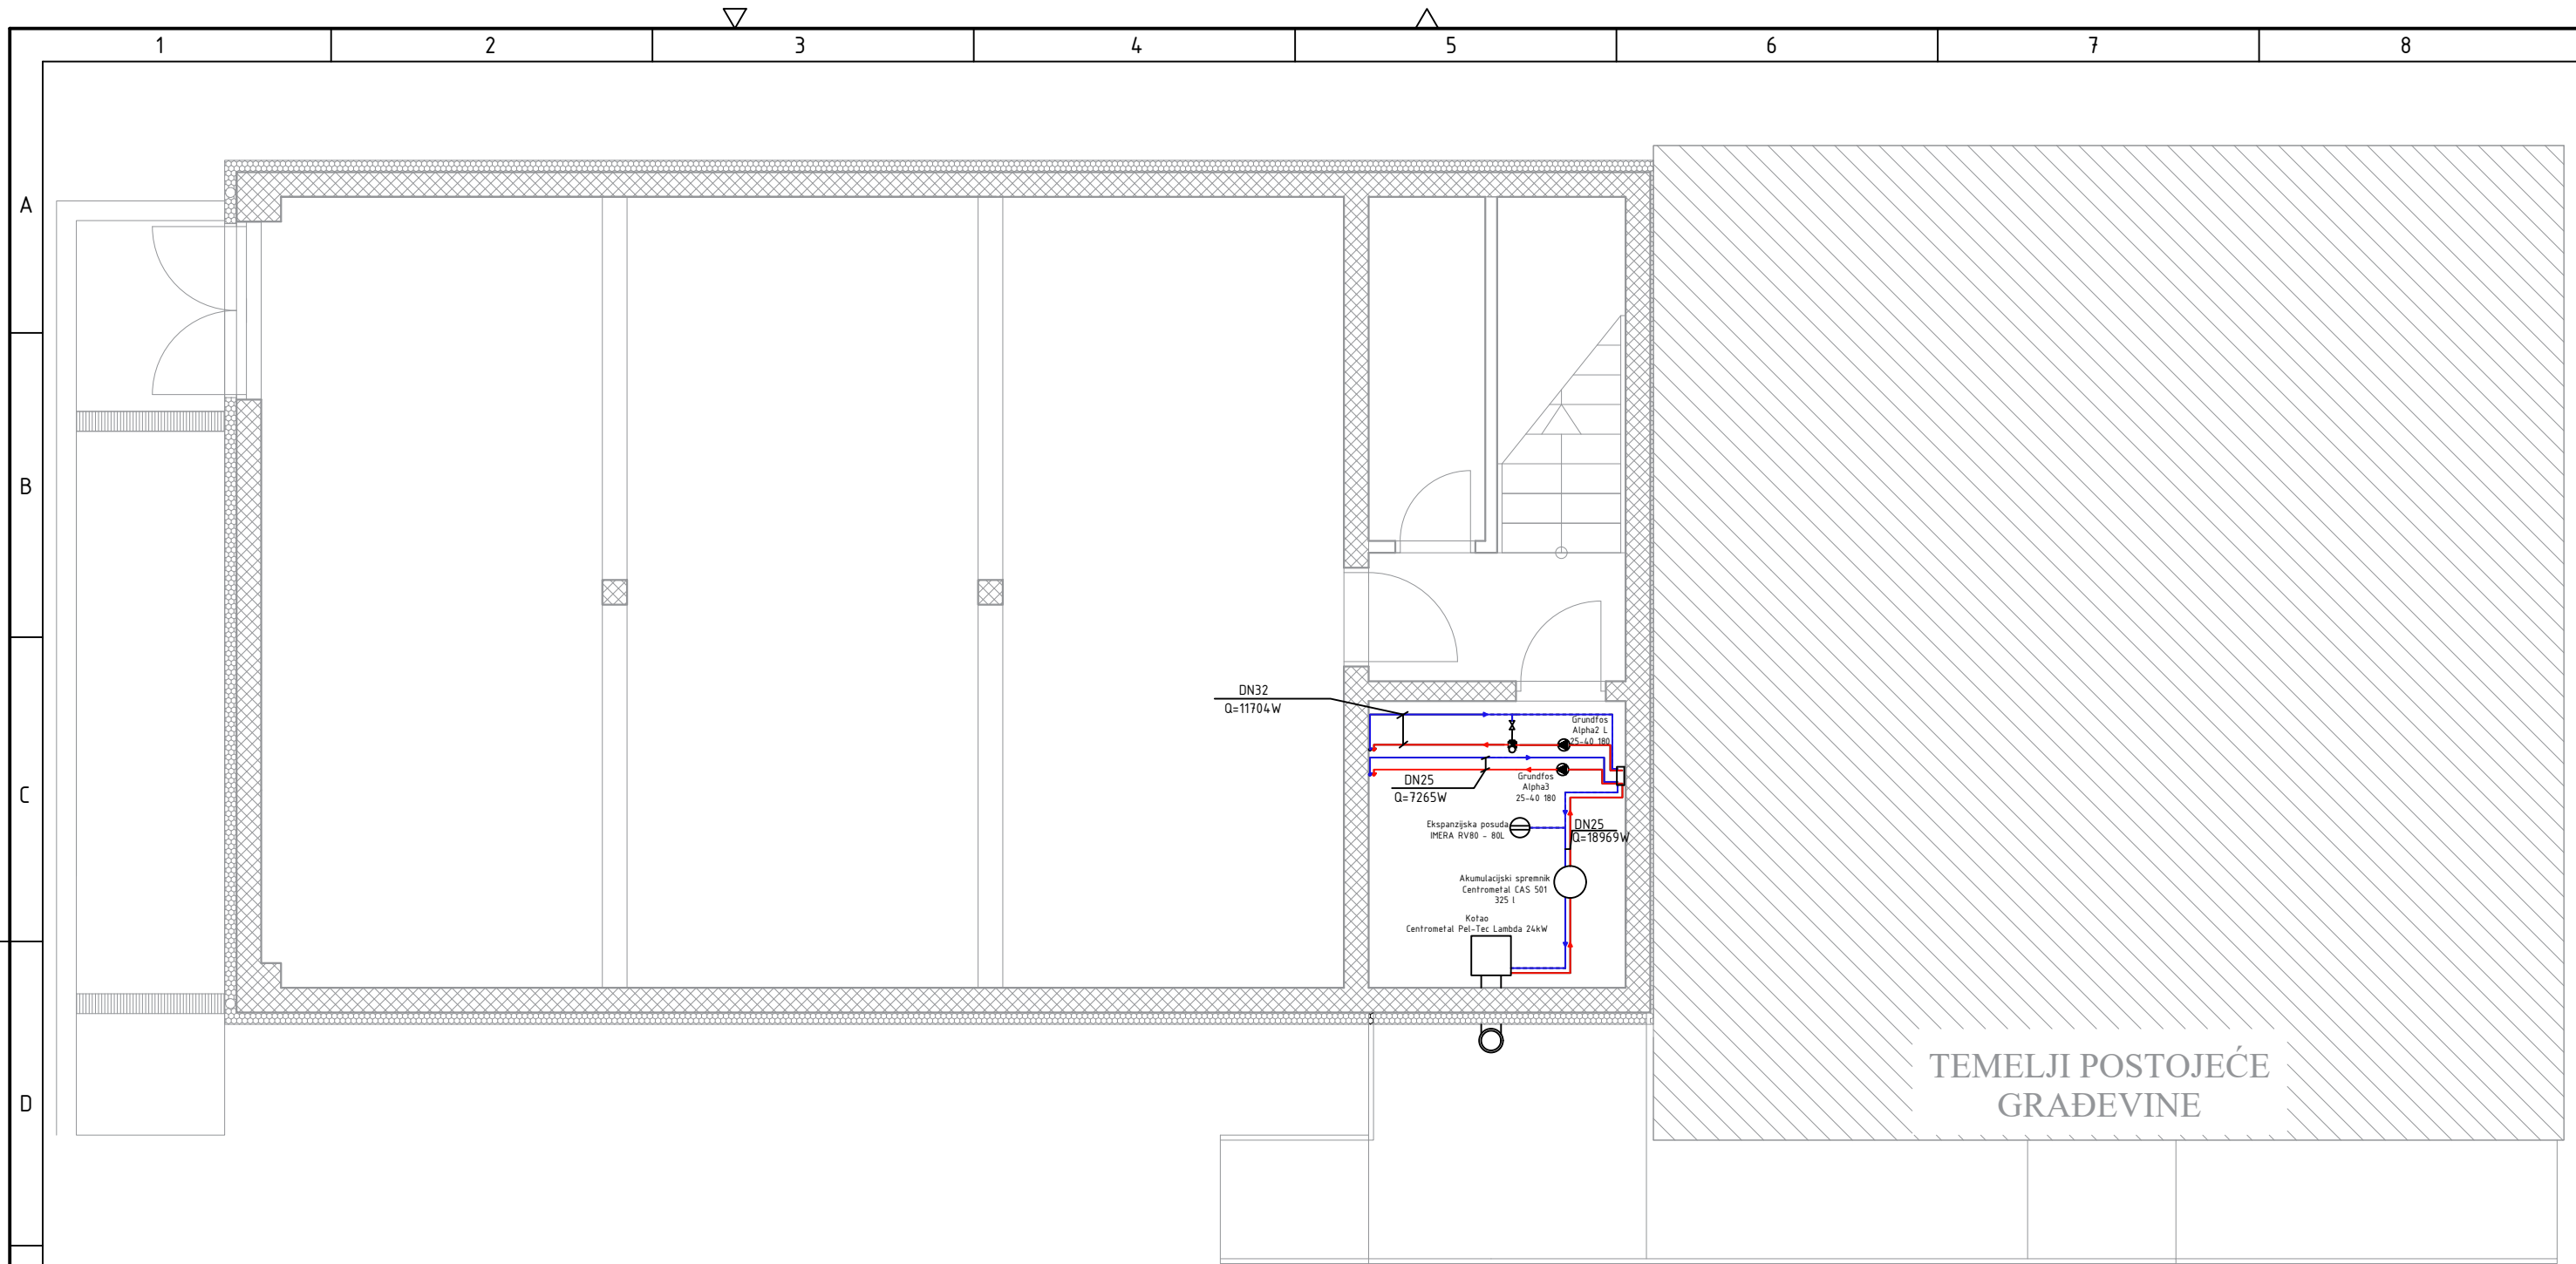 1 2 3 4 5 6 7 8
A
B
C
D
DN32
Q=11704W
Grundfos
Alpha2 L
25-40 180
DN25
Q=7265W
Grundfos
Alpha3
25-40 180
Ekspanzijska posuda
IMERA RV80 - 80L
DN25
Q=18969W
Akumulacijski spremnik
Centrometal CAS 501
325 l
Kotao
Centrometal Pel-Tec Lambda 24kW
TEMELJI POSTOJEĆE
GRAĐEVINE